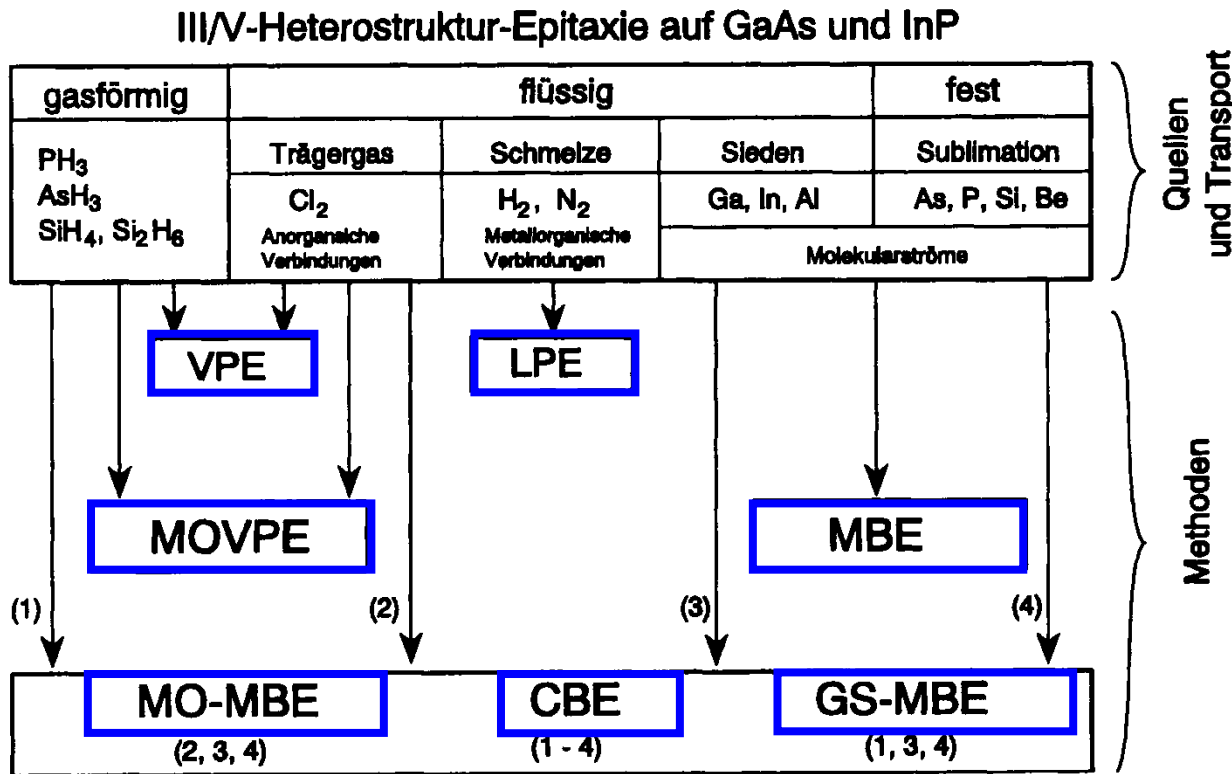 III/V-Heterostruktur-Epitaxie auf GaAs und InP
gasförmig
flüssig
fest
PH3
AsH3
SiH4, Si2H6
Trägergas
Schmelze
Sieden
Sublimation
Cl2
Anorgansiche
Verbindungen
H2, N2
Metallorganische
Verbindungen
Ga, In, Al
As, P, Si, Be
Molekularströme
Quellen
und Transport
VPE
LPE
MOVPE
MBE
Methoden
(1)
(2)
(3)
(4)
MO-MBE
CBE
GS-MBE
(2, 3, 4)
(1 - 4)
(1, 3, 4)